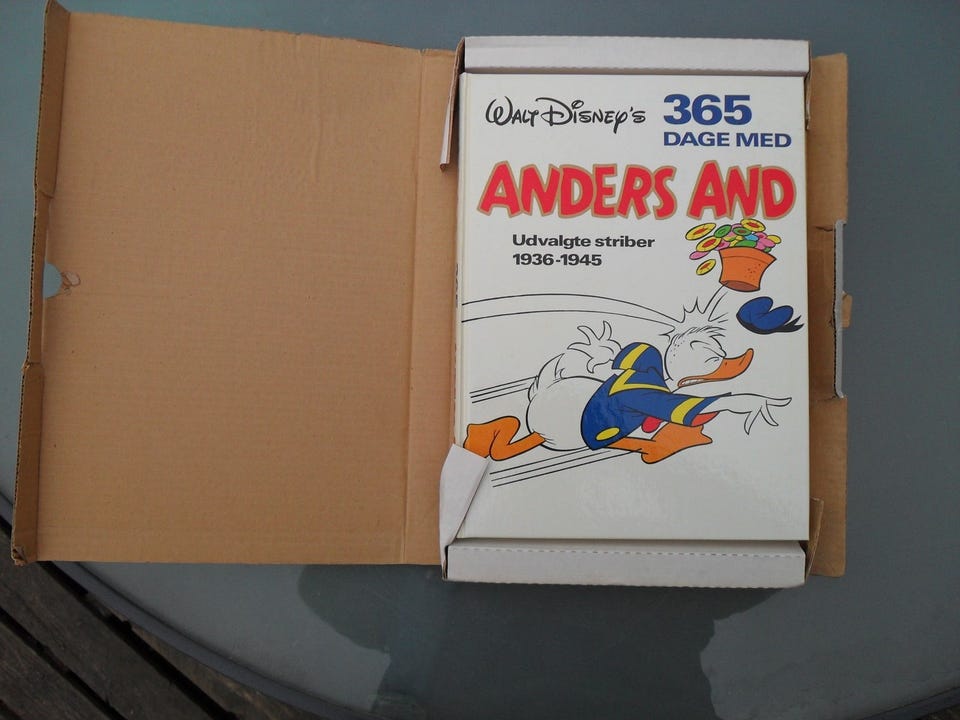 WALT DISNEY'S
365
DAGE MED
ANDERS AND
Udvalgte striber
1936-1945